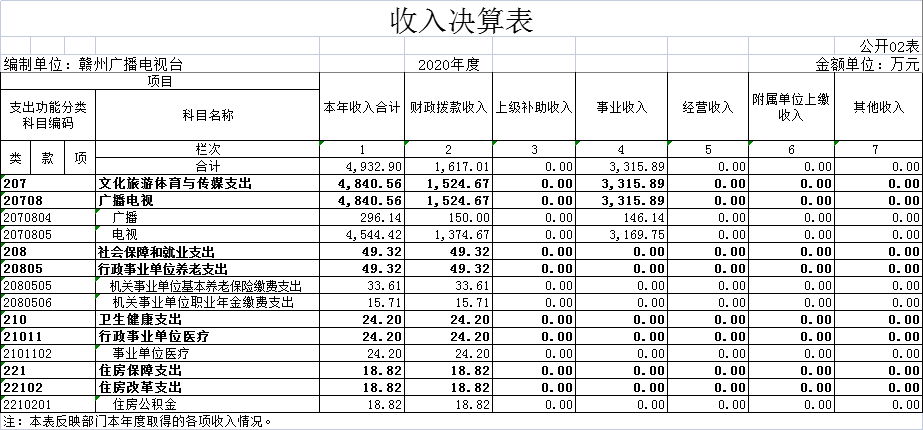 收入决算表
公开02表
编制单位：赣州广播电视台 2020年度 金额单位：万元
项目
支出功能分类科目编码 科目名称 本年收入合计 财政拨款收入 上级补助收入 事业收入 经营收入 附属单位上缴收入 其他收入
类 款 项 栏次 1 2 3 4 5 6 7
合计 4,932.90 1,617.01 0.00 3,315.89 0.00 0.00 0.00
207 文化旅游体育与传媒支出 4,840.56 1,524.67 0.00 3,315.89 0.00 0.00 0.00
20708 广播电视 4,840.56 1,524.67 0.00 3,315.89 0.00 0.00 0.00
2070804 广播 296.14 150.00 0.00 146.14 0.00 0.00 0.00
2070805 电视 4,544.42 1,374.67 0.00 3,169.75 0.00 0.00 0.00
208 社会保障和就业支出 49.32 49.32 0.00 0.00 0.00 0.00 0.00
20805 行政事业单位养老支出 49.32 49.32 0.00 0.00 0.00 0.00 0.00
2080505 机关事业单位基本养老保险缴费支出 33.61 33.61 0.00 0.00 0.00 0.00 0.00
2080506 机关事业单位职业年金缴费支出 15.71 15.71 0.00 0.00 0.00 0.00 0.00
210 卫生健康支出 24.20 24.20 0.00 0.00 0.00 0.00 0.00
21011 行政事业单位医疗 24.20 24.20 0.00 0.00 0.00 0.00 0.00
2101102 事业单位医疗 24.20 24.20 0.00 0.00 0.00 0.00 0.00
221 住房保障支出 18.82 18.82 0.00 0.00 0.00 0.00 0.00
22102 住房改革支出 18.82 18.82 0.00 0.00 0.00 0.00 0.00
2210201 住房公积金 18.82 18.82 0.00 0.00 0.00 0.00 0.00
注：本表反映部门本年度取得的各项收入情况。